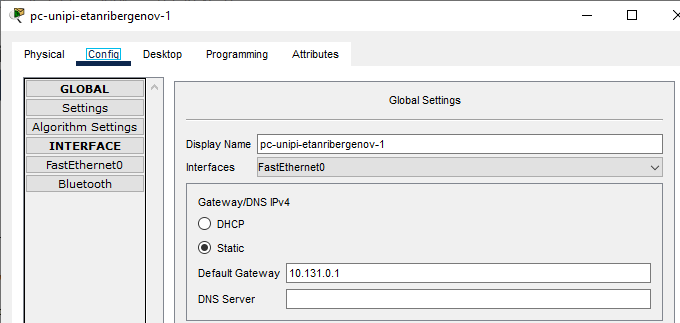 pc-unipi-etanribergenov-1
Physical Config Desktop Programming Attributes
GLOBAL
Settings
Algorithm Settings
INTERFACE
FastEthernet0
Bluetooth
Global Settings
Display Name pc-unipi-etanribergenov-1
Interfaces FastEthernet0
Gateway/DNS IPv4
DHCP
Static
Default Gateway 10.131.0.1
DNS Server